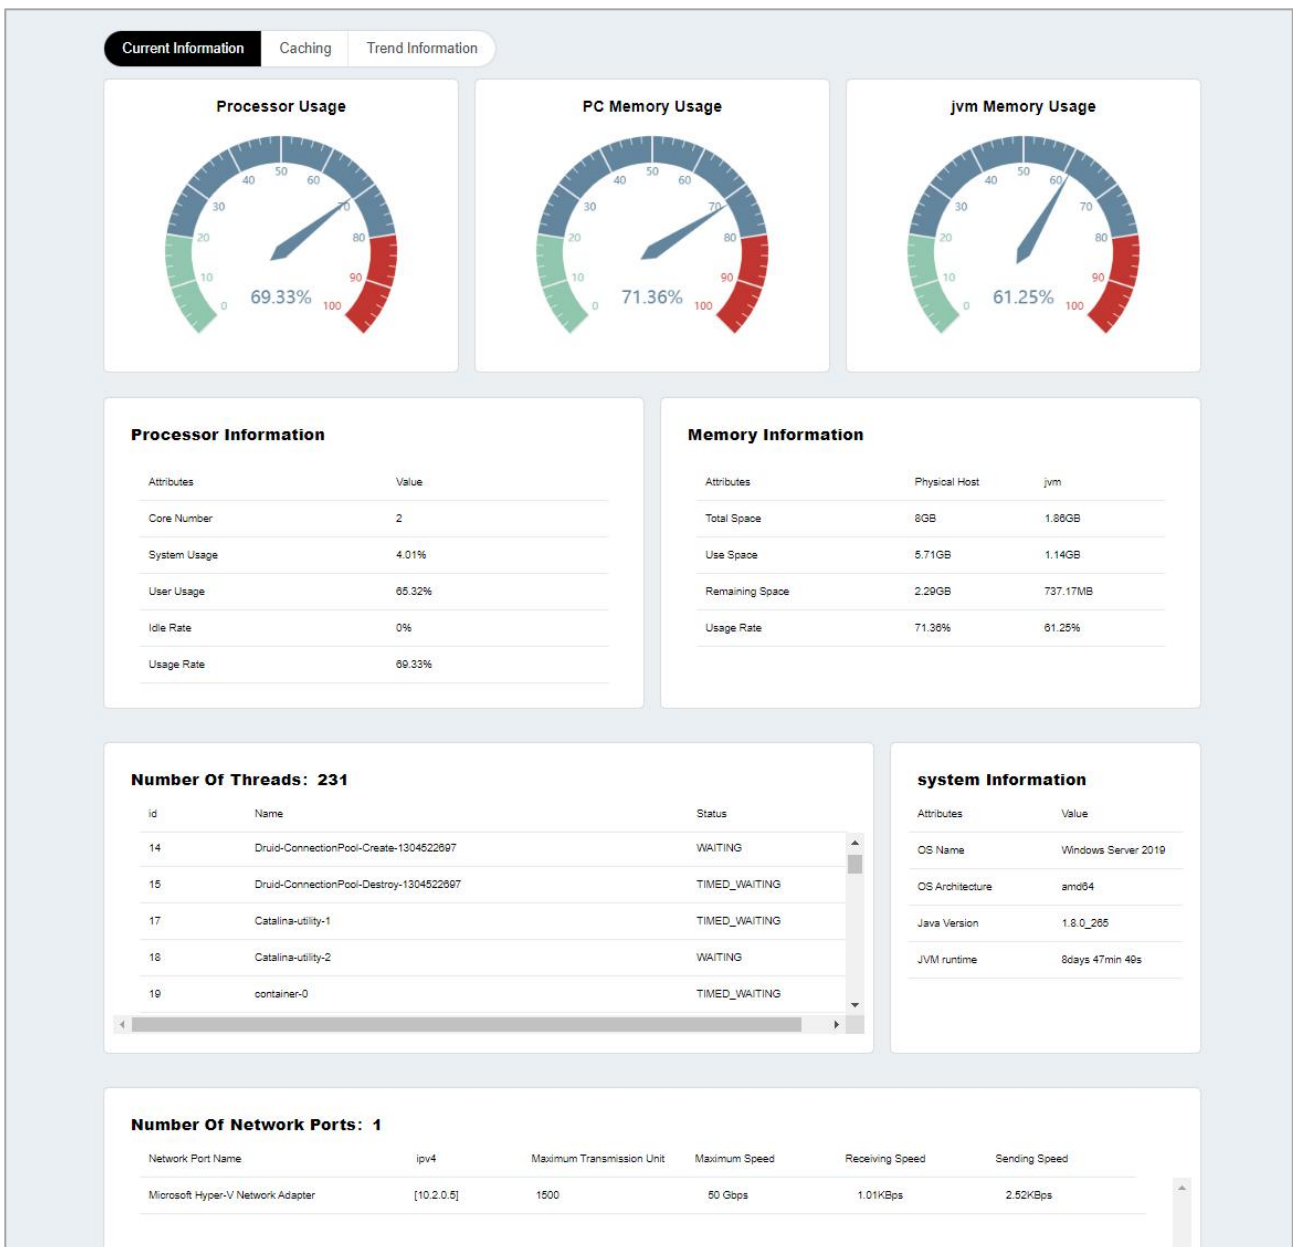 Current Information Caching Trend Information
Processor Usage PC Memory Usage jvm Memory Usage
0 10 20 30 40 50 60 70 80 90 100
69.33%
0 10 20 30 40 50 60 70 80 90 100
71.36%
0 10 20 30 40 50 60 70 80 90 100
61.25%
Processor Information
Attributes Value
Core Number 2
System Usage 4.01%
User Usage 65.32%
Idle Rate 0%
Usage Rate 69.33%
Memory Information
Attributes Physical Host jvm
Total Space 8GB 1.86GB
Use Space 5.71GB 1.14GB
Remaining Space 2.29GB 737.17MB
Usage Rate 71.36% 61.25%
Number Of Threads: 231
id Name Status
14 Druid-ConnectionPool-Create-1304522697 WAITING
15 Druid-ConnectionPool-Destroy-1304522697 TIMED_WAITING
17 Catalina-utility-1 TIMED_WAITING
18 Catalina-utility-2 WAITING
19 container-0 TIMED_WAITING
system Information
Attributes Value
OS Name Windows Server 2019
OS Architecture amd64
Java Version 1.8.0_265
JVM runtime 8days 47min 49s
Number Of Network Ports: 1
Network Port Name ipv4 Maximum Transmission Unit Maximum Speed Receiving Speed Sending Speed
Microsoft Hyper-V Network Adapter [10.2.0.5] 1500 50 Gbps 1.01KBps 2.52KBps